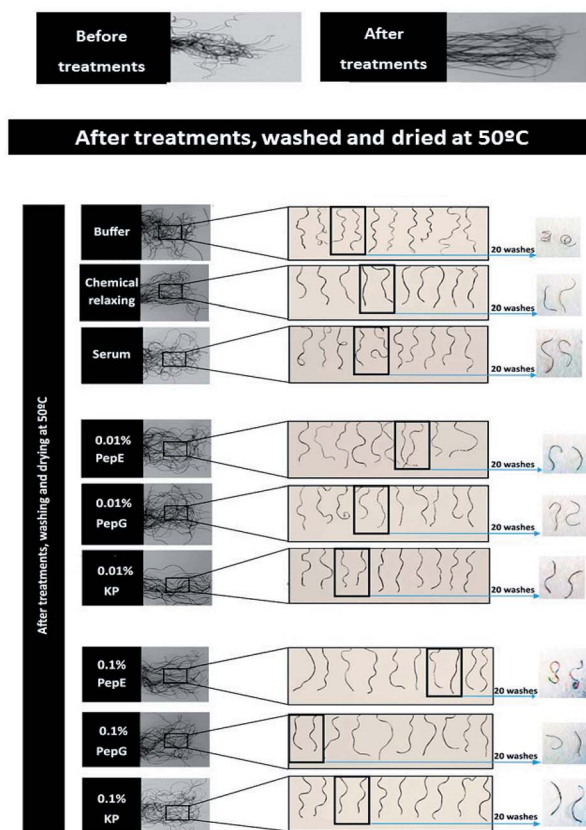 Before
treatments
After
treatments
After treatments, washed and dried at 50ºC
After treatments, washing and drying at 50ºC
Buffer
20 washes
Chemical
relaxing
20 washes
Serum
20 washes
0.01%
PepE
20 washes
0.01%
PepG
20 washes
0.01%
KP
20 washes
0.1%
PepE
20 washes
0.1%
PepG
20 washes
0.1%
KP
20 washes